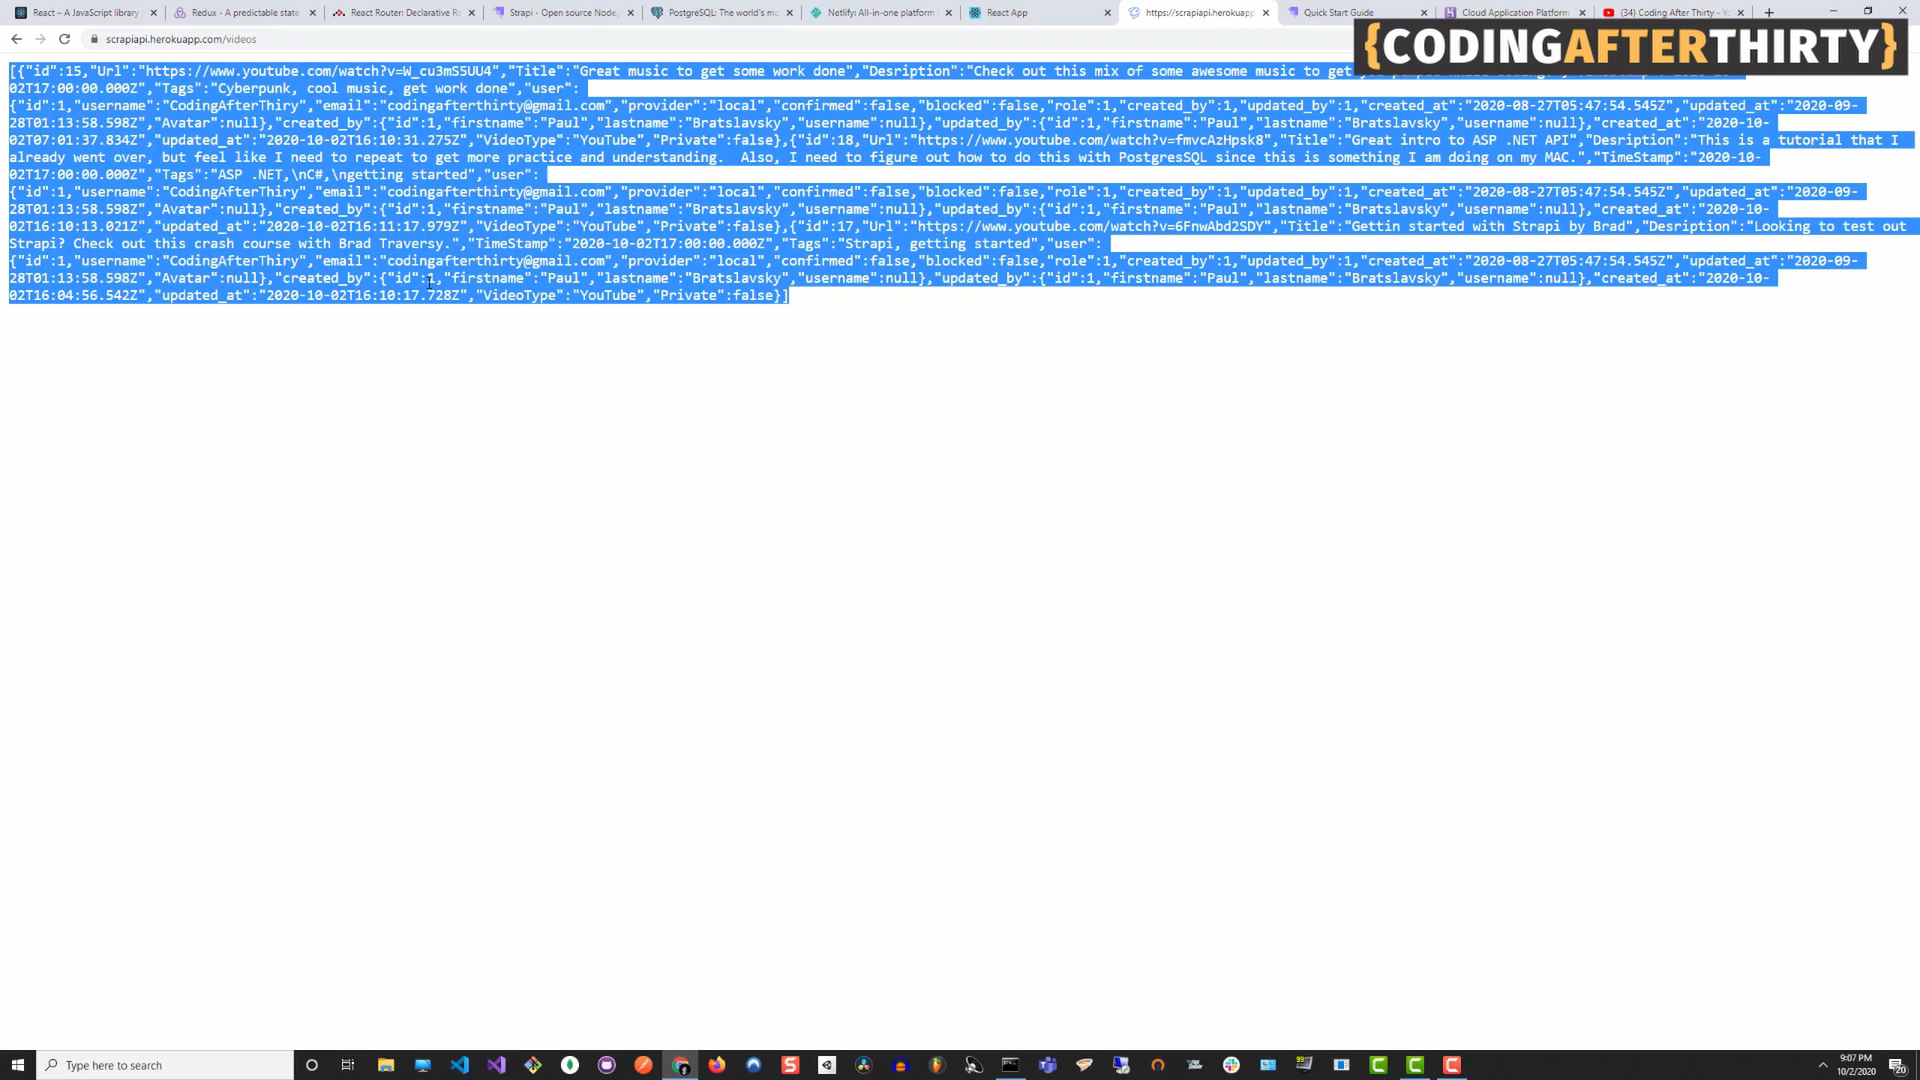 React – A JavaScript library
Redux - A predictable state
React Router: Declarative Ro
Strapi - Open source Node.
PostgreSQL: The world's mo
Netlify: All-in-one platform
React App
https://scrapiapi.herokuapp
Quick Start Guide
Cloud Application Platform
(34) Coding After Thirty - Y
scrapiapi.herokuapp.com/videos
{CODINGAFTERTHIRTY}
[{"id":15,"Url":"https://www.youtube.com/watch?v=W_cu3mS5UU4","Title":"Great music to get some work done","Desription":"Check out this mix of some awesome music to get
02T17:00:00.000Z","Tags":"Cyberpunk, cool music, get work done","user":
{"id":1,"username":"CodingAfterThiry","email":"codingafterthirty@gmail.com","provider":"local","confirmed":false,"blocked":false,"role":1,"created_by":1,"updated_by":1,"created_at":"2020-08-27T05:47:54.545Z","updated_at":"2020-09-
28T01:13:58.598Z","Avatar":null},"created_by":{"id":1,"firstname":"Paul","lastname":"Bratslavsky","username":null},"updated_by":{"id":1,"firstname":"Paul","lastname":"Bratslavsky","username":null},"created_at":"2020-10-
02T07:01:37.834Z","updated_at":"2020-10-02T16:10:31.275Z","VideoType":"YouTube","Private":false},{"id":18,"Url":"https://www.youtube.com/watch?v=fmvcAzHpsk8","Title":"Great intro to ASP .NET API","Desription":"This is a tutorial that I
already went over, but feel like I need to repeat to get more practice and understanding.  Also, I need to figure out how to do this with PostgresSQL since this is something I am doing on my MAC.","TimeStamp":"2020-10-
02T17:00:00.000Z","Tags":"ASP .NET,\nC#,\ngetting started","user":
{"id":1,"username":"CodingAfterThiry","email":"codingafterthirty@gmail.com","provider":"local","confirmed":false,"blocked":false,"role":1,"created_by":1,"updated_by":1,"created_at":"2020-08-27T05:47:54.545Z","updated_at":"2020-09-
28T01:13:58.598Z","Avatar":null},"created_by":{"id":1,"firstname":"Paul","lastname":"Bratslavsky","username":null},"updated_by":{"id":1,"firstname":"Paul","lastname":"Bratslavsky","username":null},"created_at":"2020-10-
02T16:10:13.021Z","updated_at":"2020-10-02T16:11:17.979Z","VideoType":"YouTube","Private":false},{"id":17,"Url":"https://www.youtube.com/watch?v=6FnwAbd2SDY","Title":"Gettin started with Strapi by Brad","Desription":"Looking to test out
Strapi? Check out this crash course with Brad Traversy.","TimeStamp":"2020-10-02T17:00:00.000Z","Tags":"Strapi, getting started","user":
{"id":1,"username":"CodingAfterThiry","email":"codingafterthirty@gmail.com","provider":"local","confirmed":false,"blocked":false,"role":1,"created_by":1,"updated_by":1,"created_at":"2020-08-27T05:47:54.545Z","updated_at":"2020-09-
28T01:13:58.598Z","Avatar":null},"created_by":{"id":1,"firstname":"Paul","lastname":"Bratslavsky","username":null},"updated_by":{"id":1,"firstname":"Paul","lastname":"Bratslavsky","username":null},"created_at":"2020-10-
02T16:04:56.542Z","updated_at":"2020-10-02T16:10:17.728Z","VideoType":"YouTube","Private":false}]
Type here to search
9:07 PM
10/2/2020
20